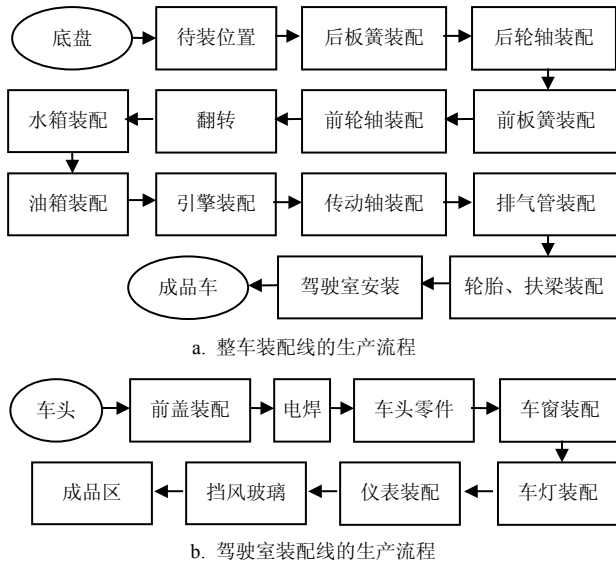 底盘 待装位置 后板簧装配 后轮轴装配
水箱装配 翻转 前轮轴装配 前板簧装配
油箱装配 引擎装配 传动轴装配 排气管装配
成品车 驾驶室安装 轮胎、扶梁装配
a. 整车装配线的生产流程
车头 前盖装配 电焊 车头零件 车窗装配
成品区 挡风玻璃 仪表装配 车灯装配
b. 驾驶室装配线的生产流程